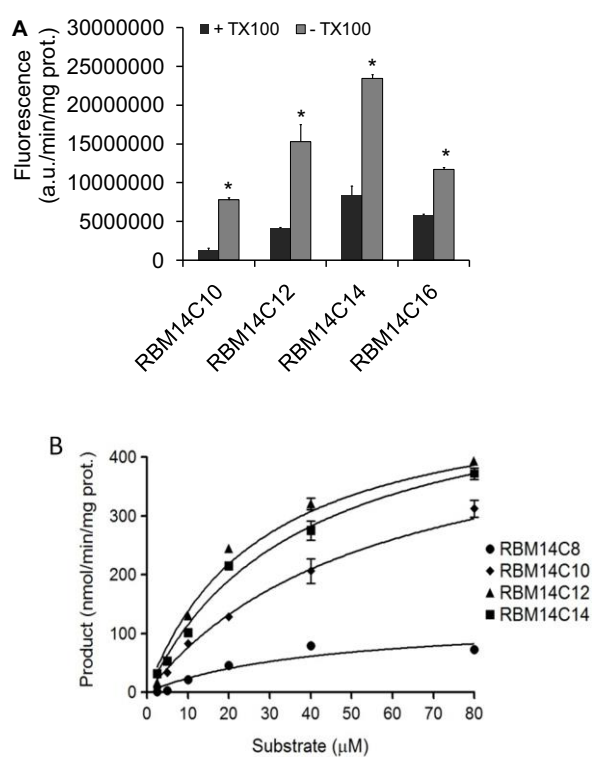 A
+ TX100 - TX100
Fluorescence
(a.u./min/mg prot.)
30000000
25000000
20000000
15000000
10000000
5000000
0
* * * *
RBM14C10 RBM14C12 RBM14C14 RBM14C16
B
Product (nmol/min/mg prot.)
400
300
200
100
0
0 10 20 30 40 50 60 70 80
Substrate (μM)
RBM14C8
RBM14C10
RBM14C12
RBM14C14